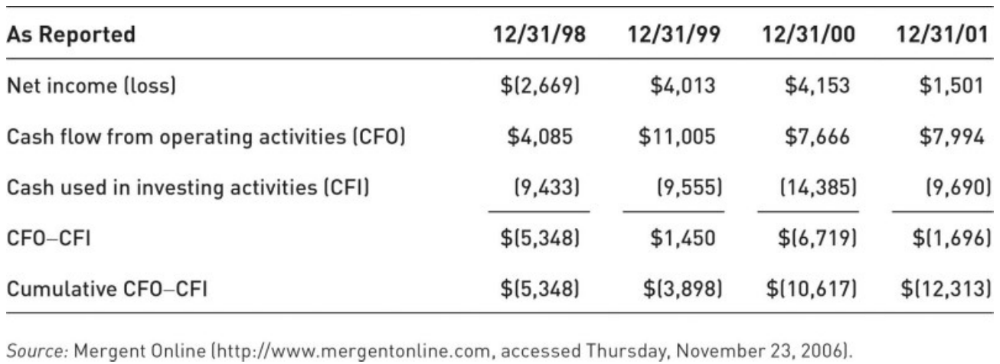 As Reported 12/31/98 12/31/99 12/31/00 12/31/01
Net income (loss) $(2,669) $4,013 $4,153 $1,501
Cash flow from operating activities (CFO) $4,085 $11,005 $7,666 $7,994
Cash used in investing activities (CFI) (9,433) (9,555) (14,385) (9,690)
CFO–CFI $(5,348) $1,450 $(6,719) $(1,696)
Cumulative CFO–CFI $(5,348) $(3,898) $(10,617) $(12,313)
Source: Mergent Online (http://www.mergentonline.com, accessed Thursday, November 23, 2006).